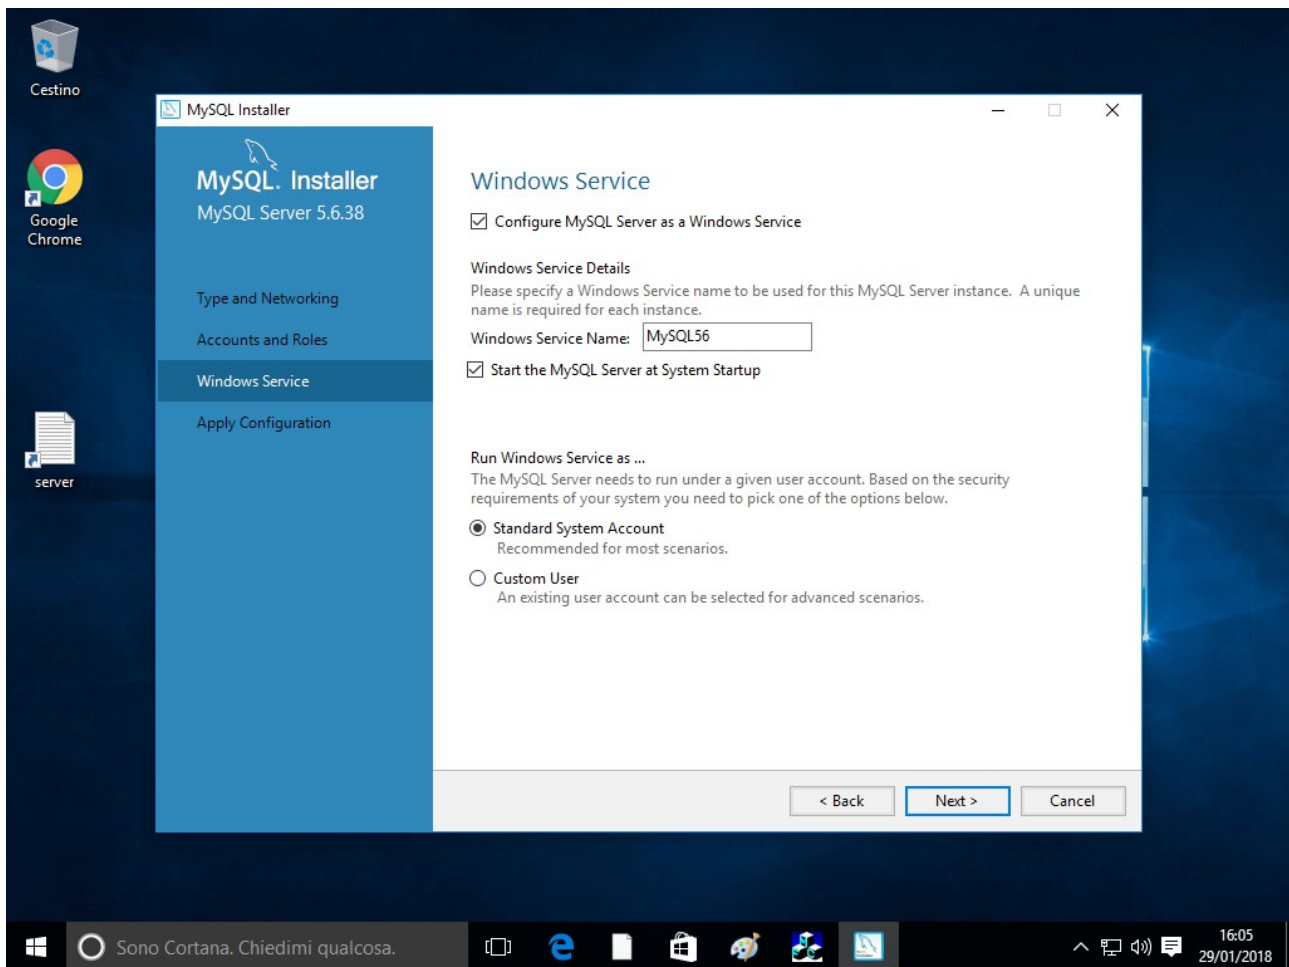 Cestino
Google
Chrome
server
MySQL Installer
MySQL. Installer
MySQL Server 5.6.38
Type and Networking
Accounts and Roles
Windows Service
Apply Configuration
Windows Service
Configure MySQL Server as a Windows Service
Windows Service Details
Please specify a Windows Service name to be used for this MySQL Server instance. A unique
name is required for each instance.
Windows Service Name: MySQL56
Start the MySQL Server at System Startup
Run Windows Service as ...
The MySQL Server needs to run under a given user account. Based on the security
requirements of your system you need to pick one of the options below.
Standard System Account
Recommended for most scenarios.
Custom User
An existing user account can be selected for advanced scenarios.
< Back Next > Cancel
Sono Cortana. Chiedimi qualcosa.
16:05
29/01/2018